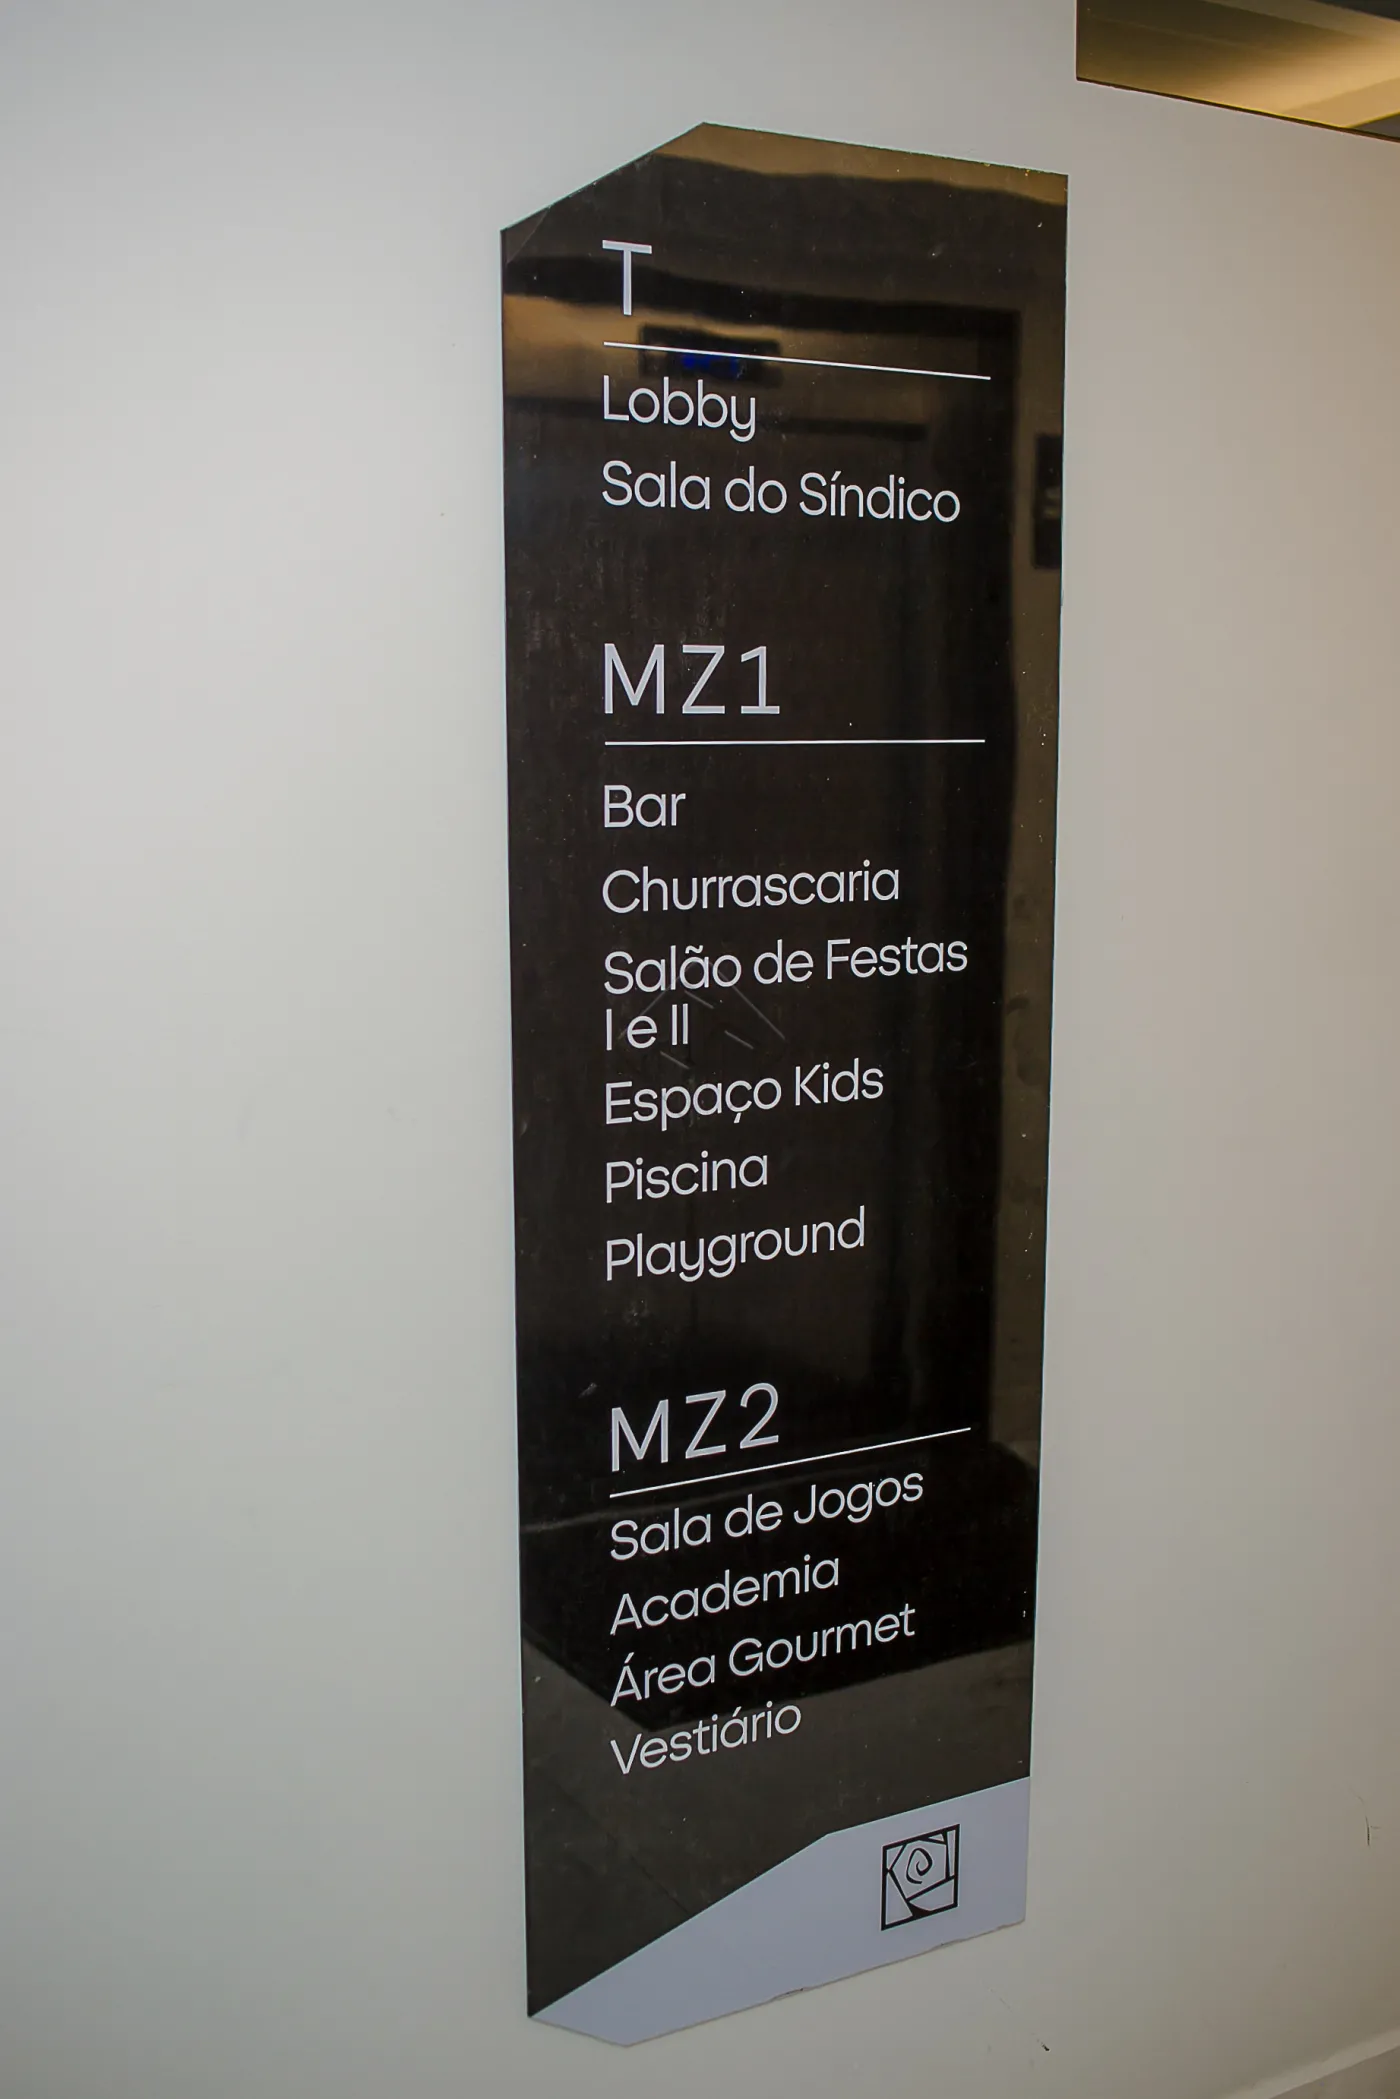 T
Lobby
Sala do Síndico
MZ1
Bar
Churrascaria
Salão de Festas
I e II
Espaço Kids
Piscina
Playground
MZ2
Sala de Jogos
Academia
Área Gourmet
Vestiário